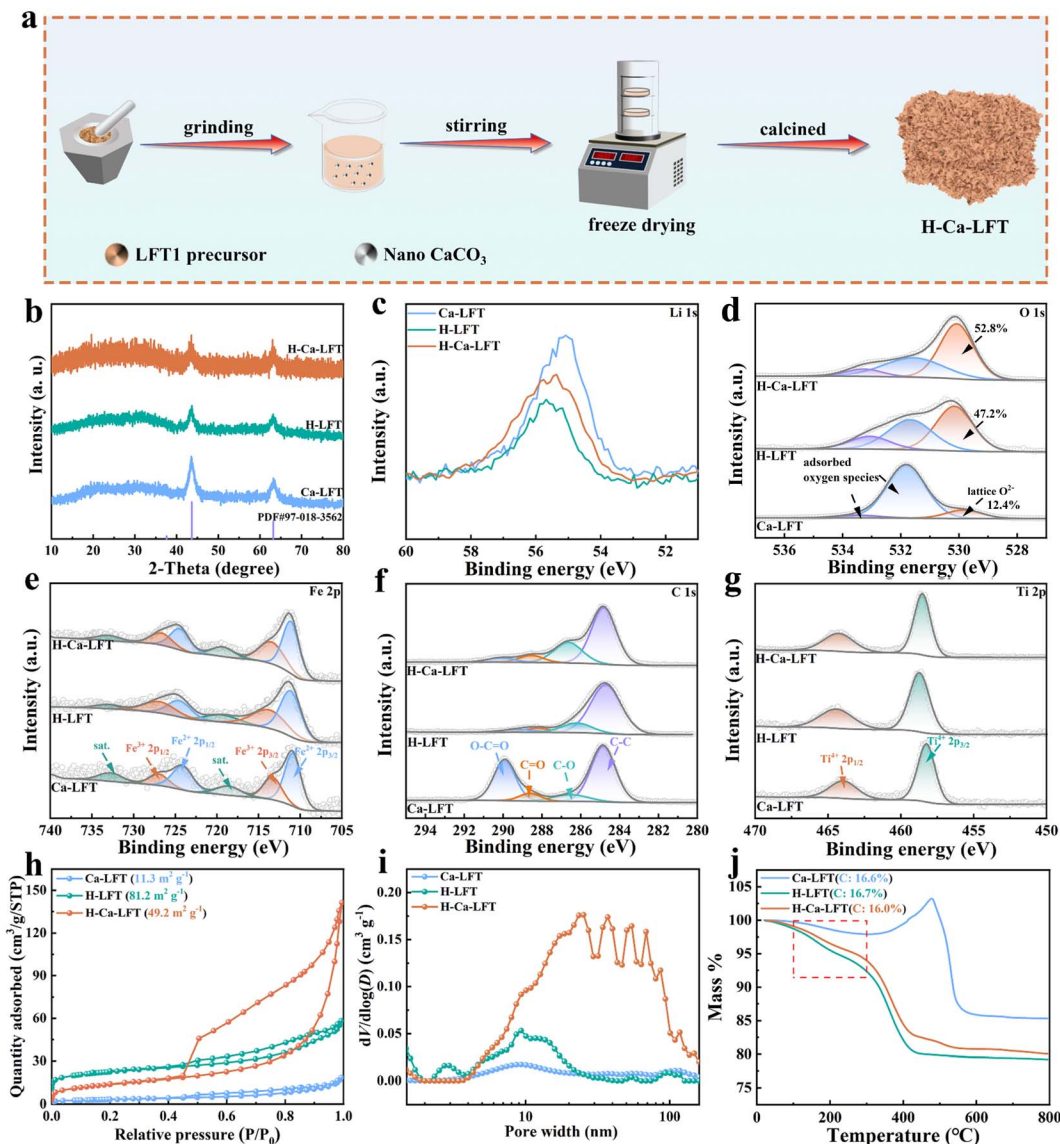 a
grinding
stirring
calcined
freeze drying
H-Ca-LFT
LFT1 precursor
Nano CaCO3
b
Intensity (a. u.)
H-Ca-LFT
H-LFT
Ca-LFT
PDF#97-018-3562
10 20 30 40 50 60 70 80
2-Theta (degree)
c
Li 1s
Ca-LFT
H-LFT
H-Ca-LFT
Intensity (a.u.)
60 58 56 54 52
Binding energy (eV)
d
O 1s
52.8%
H-Ca-LFT
47.2%
H-LFT
adsorbed
oxygen species
lattice O2-
12.4%
Ca-LFT
Intensity (a.u.)
536 534 532 530 528
Binding energy (eV)
e
Fe 2p
H-Ca-LFT
H-LFT
sat.
Fe3+ 2p1/2
Fe2+ 2p1/2
sat.
Fe3+ 2p3/2
Fe2+ 2p3/2
Ca-LFT
Intensity (a.u.)
740 735 730 725 720 715 710 705
Binding energy (eV)
f
C 1s
H-Ca-LFT
H-LFT
O-C=O
C=O
C-O
C-C
Ca-LFT
Intensity (a.u.)
294 292 290 288 286 284 282 280
Binding energy (eV)
g
Ti 2p
H-Ca-LFT
H-LFT
Ti4+ 2p1/2
Ti4+ 2p3/2
Ca-LFT
Intensity (a.u.)
470 465 460 455 450
Binding energy (eV)
h
Ca-LFT (11.3 m2 g-1)
H-LFT (81.2 m2 g-1)
H-Ca-LFT (49.2 m2 g-1)
Quantity adsorbed (cm3/g/STP)
150
120
90
60
30
0
0.0 0.2 0.4 0.6 0.8 1.0
Relative pressure (P/P0)
i
Ca-LFT
H-LFT
H-Ca-LFT
dV/dlog(D) (cm3 g-1)
0.20
0.15
0.10
0.05
0.00
10 100
Pore width (nm)
j
Ca-LFT(C: 16.6%)
H-LFT(C: 16.7%)
H-Ca-LFT(C: 16.0%)
Mass %
105
100
95
90
85
80
75
0 200 400 600 800
Temperature (°C)